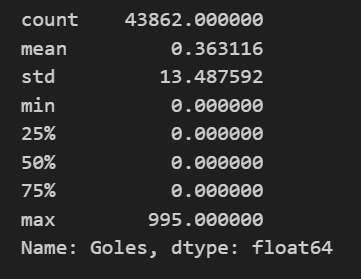 count 43862.000000
mean 0.363116
std 13.487592
min 0.000000
25% 0.000000
50% 0.000000
75% 0.000000
max 995.000000
Name: Goles, dtype: float64